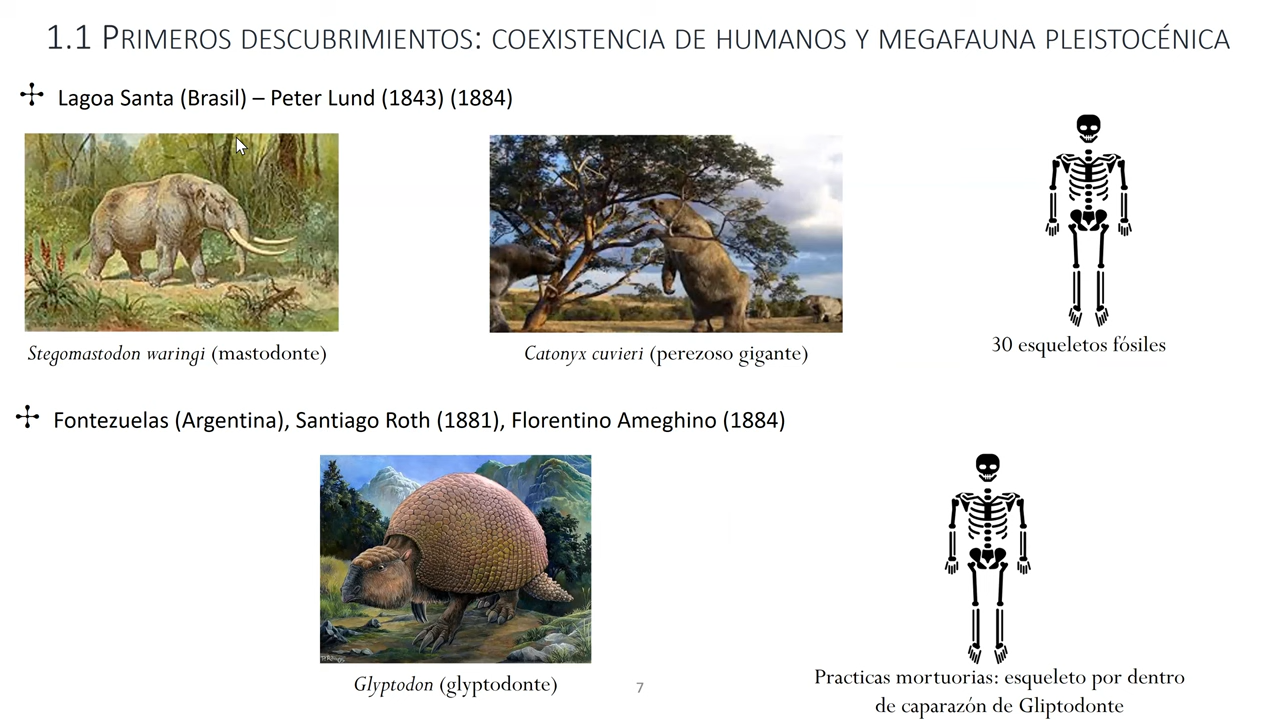 1.1 PRIMEROS DESCUBRIMIENTOS: COEXISTENCIA DE HUMANOS Y MEGAFAUNA PLEISTOCÉNICA
Lagoa Santa (Brasil) – Peter Lund (1843) (1884)
Stegomastodon waringi (mastodonte)
Catonyx cuvieri (perezoso gigante)
30 esqueletos fósiles
Fontezuelas (Argentina), Santiago Roth (1881), Florentino Ameghino (1884)
Glyptodon (glyptodonte)
7
Practicas mortuorias: esqueleto por dentro
de caparazón de Gliptodonte